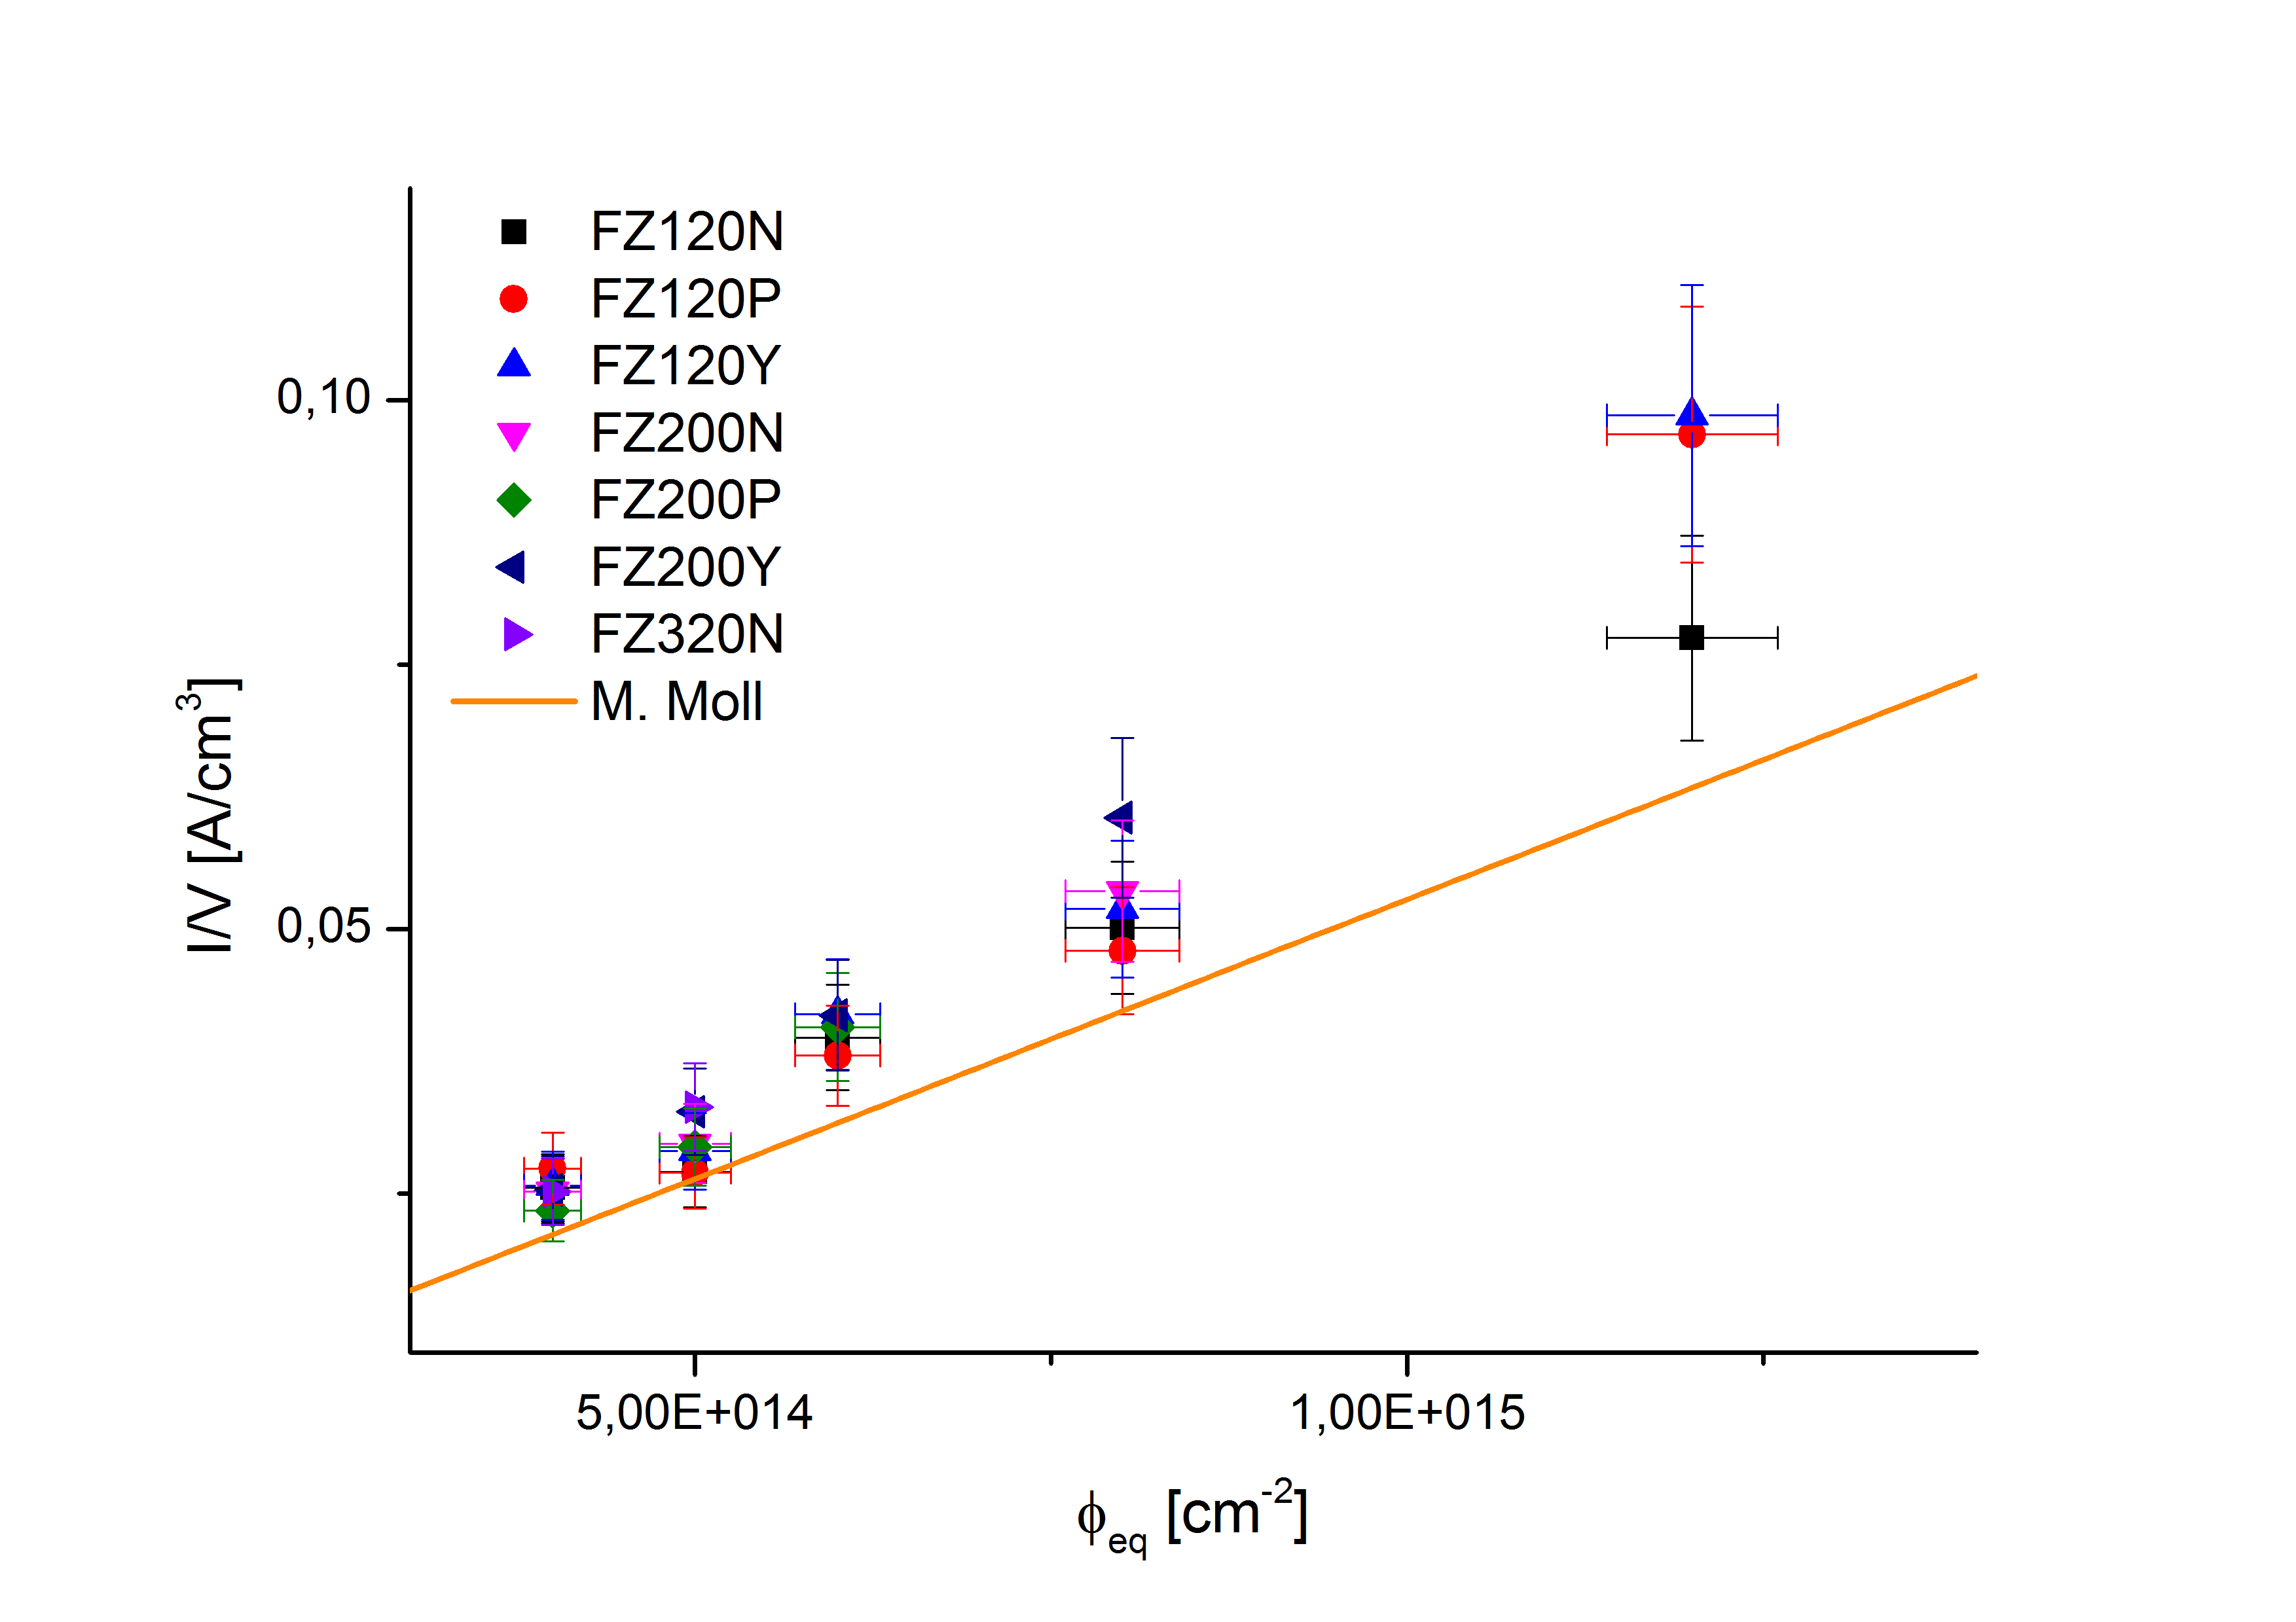 FZ120N
FZ120P
FZ120Y
FZ200N
FZ200P
FZ200Y
FZ320N
M. Moll
0,10
0,05
I/V [A/cm³]
5,00E+014
1,00E+015
ϕeq [cm⁻²]